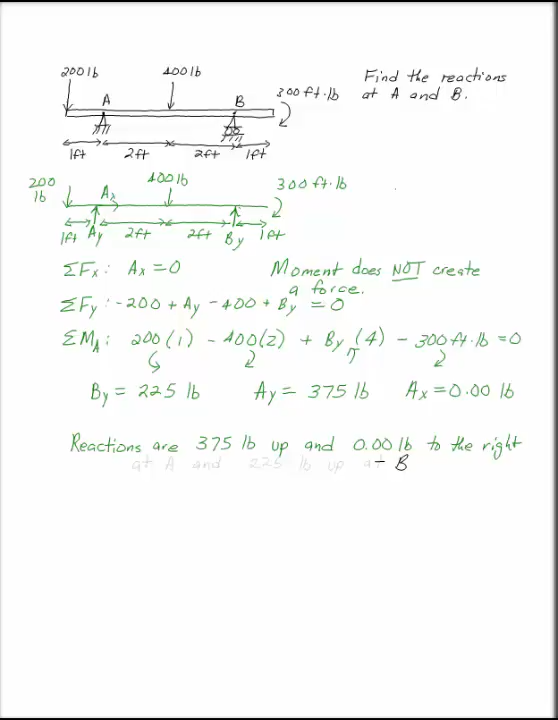 200 lb 400 lb Find the reactions
A B 300 ft·lb at A and B.
1ft 2ft 2ft 1ft
200 lb Ax 400 lb 300 ft·lb
1ft Ay 2ft 2ft By 1ft
ΣFx: Ax = 0 Moment does NOT create
a force.
ΣFy: -200 + Ay - 400 + By = 0
ΣMA: 200(1) - 400(2) + By(4) - 300 ft·lb = 0
By = 225 lb Ay = 375 lb Ax = 0.00 lb
Reactions are 375 lb up and 0.00 lb to the right
at A and 225 lb up at B